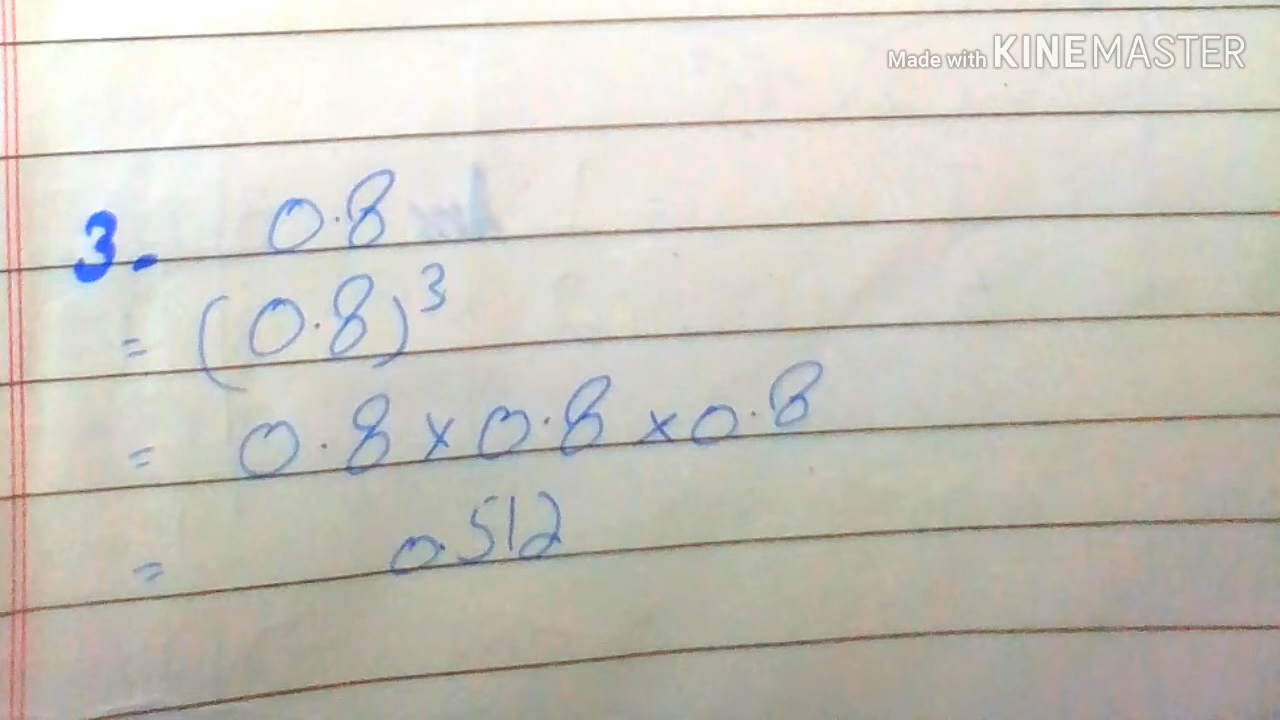 Made with KINEMASTER
3. 0.8
= (0.8)³
= 0.8 × 0.8 × 0.8
= 0.512